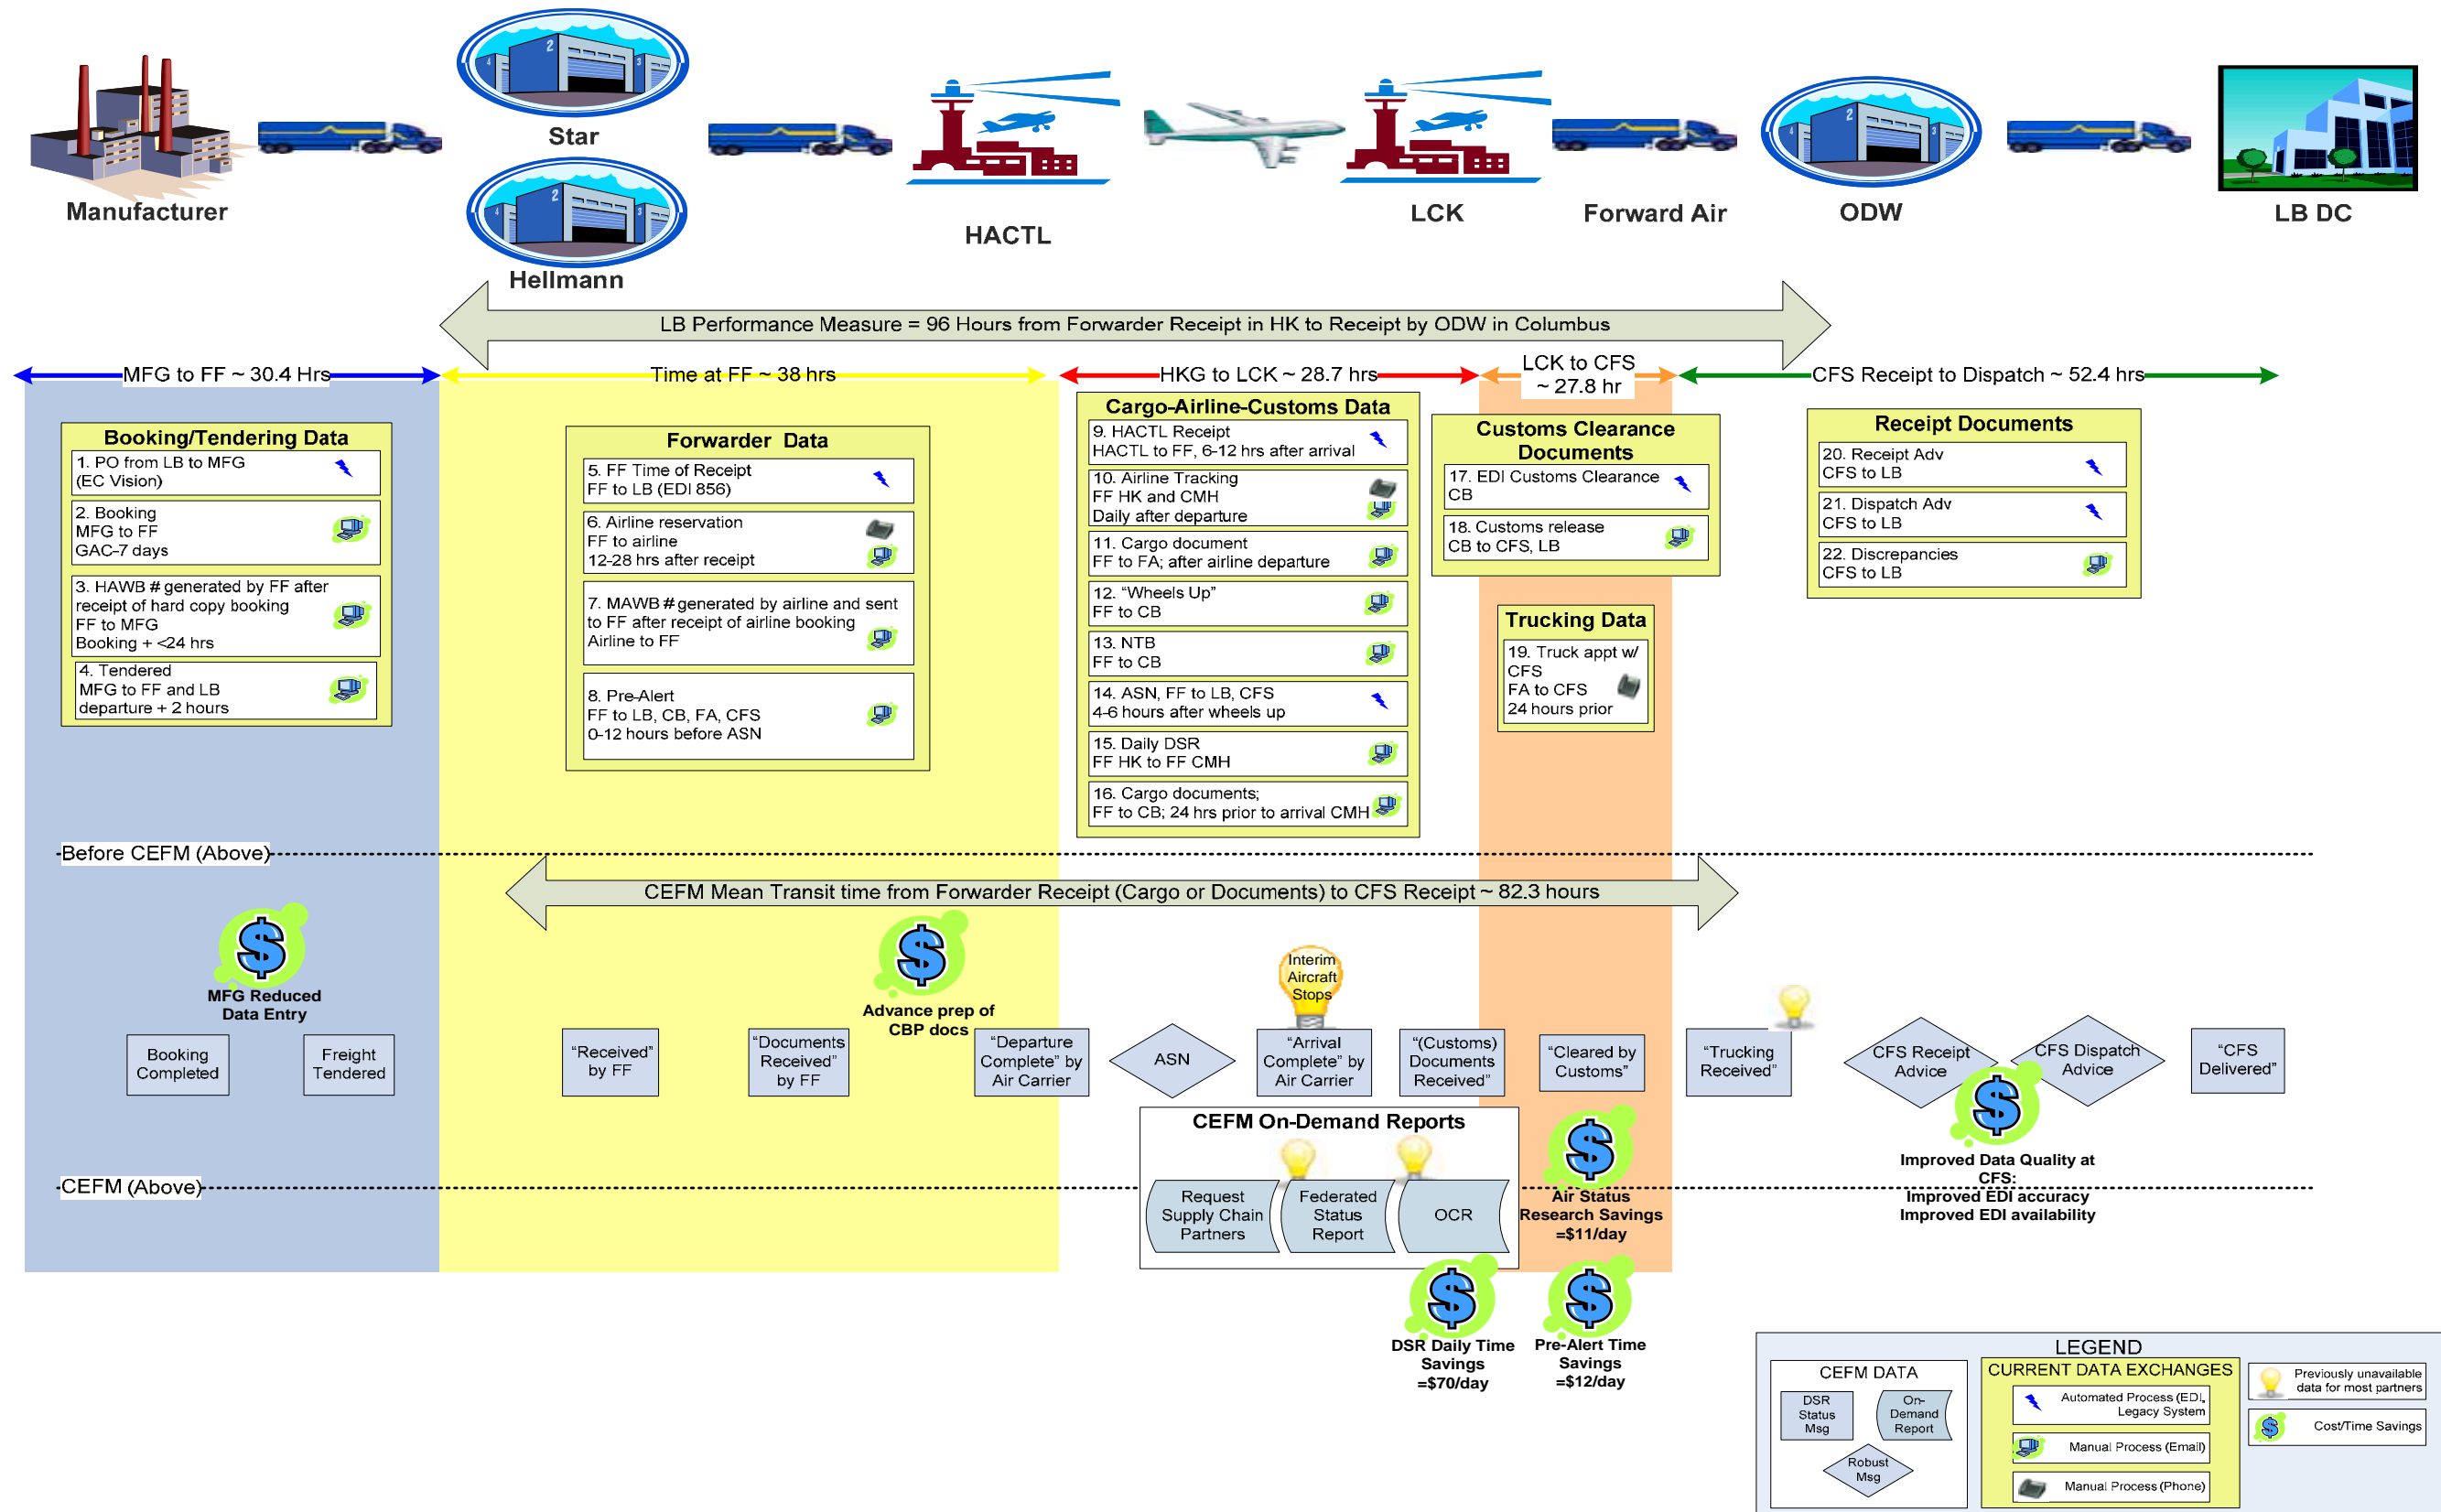 Star
Hellmann
Manufacturer
HACTL
LCK
Forward Air
ODW
LB DC
LB Performance Measure = 96 Hours from Forwarder Receipt in HK to Receipt by ODW in Columbus
MFG to FF ~ 30.4 Hrs
Time at FF ~ 38 hrs
HKG to LCK ~ 28.7 hrs
LCK to CFS
~ 27.8 hr
CFS Receipt to Dispatch ~ 52.4 hrs
Booking/Tendering Data
1. PO from LB to MFG
(EC Vision)
2. Booking
MFG to FF
GAC-7 days
3. HAWB # generated by FF after
receipt of hard copy booking
FF to MFG
Booking + <24 hrs
4. Tendered
MFG to FF and LB
departure + 2 hours
Forwarder Data
5. FF Time of Receipt
FF to LB (EDI 856)
6. Airline reservation
FF to airline
12-28 hrs after receipt
7. MAWB # generated by airline and sent
to FF after receipt of airline booking
Airline to FF
8. Pre-Alert
FF to LB, CB, FA, CFS
0-12 hours before ASN
Cargo-Airline-Customs Data
9. HACTL Receipt
HACTL to FF, 6-12 hrs after arrival
10. Airline Tracking
FF HK and CMH
Daily after departure
11. Cargo document
FF to FA; after airline departure
12. “Wheels Up”
FF to CB
13. NTB
FF to CB
14. ASN, FF to LB, CFS
4-6 hours after wheels up
15. Daily DSR
FF HK to FF CMH
16. Cargo documents;
FF to CB; 24 hrs prior to arrival CMH
Customs Clearance
Documents
17. EDI Customs Clearance
CB
18. Customs release
CB to CFS, LB
Trucking Data
19. Truck appt w/
CFS
FA to CFS
24 hours prior
Receipt Documents
20. Receipt Adv
CFS to LB
21. Dispatch Adv
CFS to LB
22. Discrepancies
CFS to LB
Before CEFM (Above)
CEFM Mean Transit time from Forwarder Receipt (Cargo or Documents) to CFS Receipt ~ 82.3 hours
$
MFG Reduced
Data Entry
$
Advance prep of
CBP docs
Interim
Aircraft
Stops
Booking
Completed
Freight
Tendered
“Received”
by FF
“Documents
Received”
by FF
“Departure
Complete” by
Air Carrier
ASN
“Arrival
Complete” by
Air Carrier
“(Customs)
Documents
Received”
“Cleared by
Customs”
“Trucking
Received”
CFS Receipt
Advice
CFS Dispatch
Advice
“CFS
Delivered”
CEFM On-Demand Reports
Request
Supply Chain
Partners
Federated
Status
Report
OCR
$
Air Status
Research Savings
=$11/day
$
Improved Data Quality at
CFS:
Improved EDI accuracy
Improved EDI availability
CEFM (Above)
$
DSR Daily Time
Savings
=$70/day
$
Pre-Alert Time
Savings
=$12/day
LEGEND
CEFM DATA
DSR
Status
Msg
On-
Demand
Report
Robust
Msg
CURRENT DATA EXCHANGES
Automated Process (EDI,
Legacy System
Manual Process (Email)
Manual Process (Phone)
Previously unavailable
data for most partners
$
Cost/Time Savings